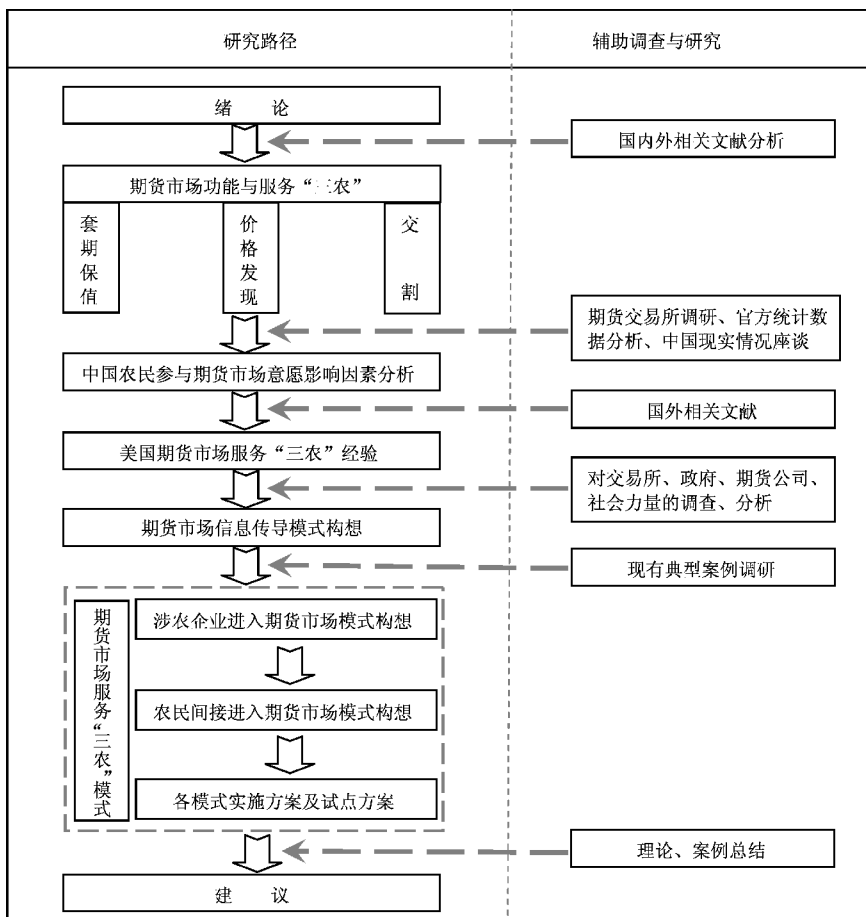 研究路径
辅助调查与研究
绪 论
国内外相关文献分析
期货市场功能与服务“三农”
套期保值
价格发现
交割
期货交易所调研、官方统计数
据分析、中国现实情况座谈
中国农民参与期货市场意愿影响因素分析
国外相关文献
美国期货市场服务“三农”经验
对交易所、政府、期货公司、
社会力量的调查、分析
期货市场信息传导模式构想
现有典型案例调研
期货市场服务“三农”模式
涉农企业进入期货市场模式构想
农民间接进入期货市场模式构想
各模式实施方案及试点方案
理论、案例总结
建 议